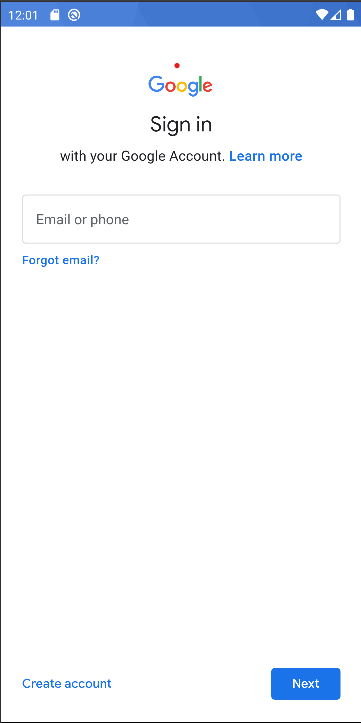 12:01
Google
Sign in
with your Google Account. Learn more
Email or phone
Forgot email?
Create account
Next